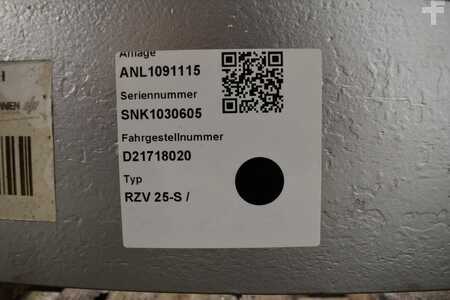 Anlage
ANL1091115
Seriennummer
SNK1030605
Fahrgestellnummer
D21718020
Typ
RZV 25-S /